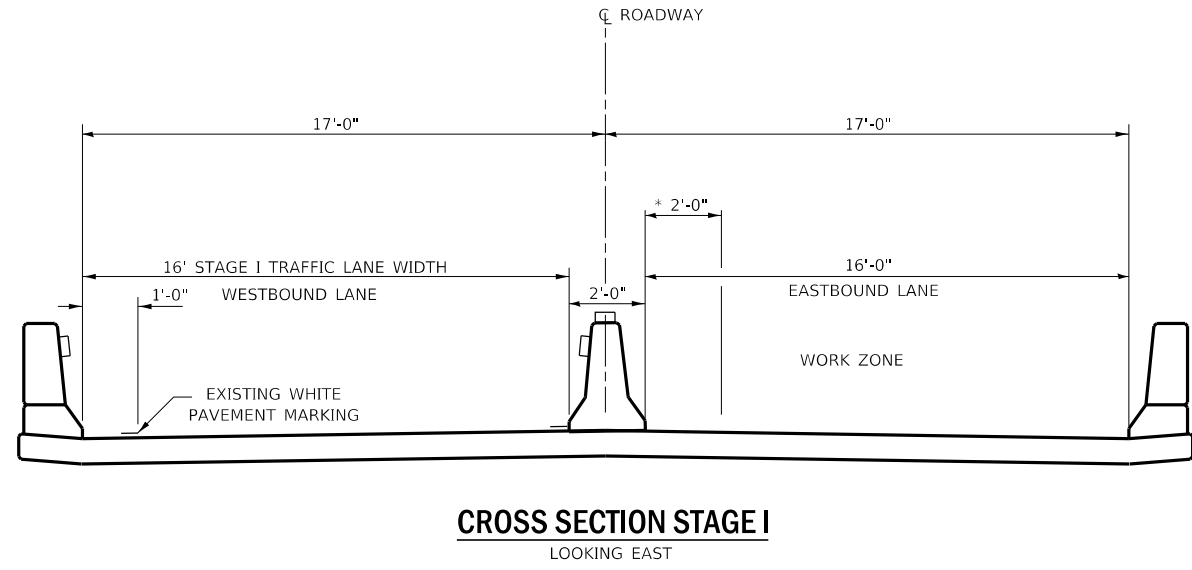 ℄ ROADWAY
17'-0"
17'-0"
* 2'-0"
16' STAGE I TRAFFIC LANE WIDTH
16'-0"
1'-0"
WESTBOUND LANE
2'-0"
EASTBOUND LANE
WORK ZONE
EXISTING WHITE
PAVEMENT MARKING
CROSS SECTION STAGE I
LOOKING EAST